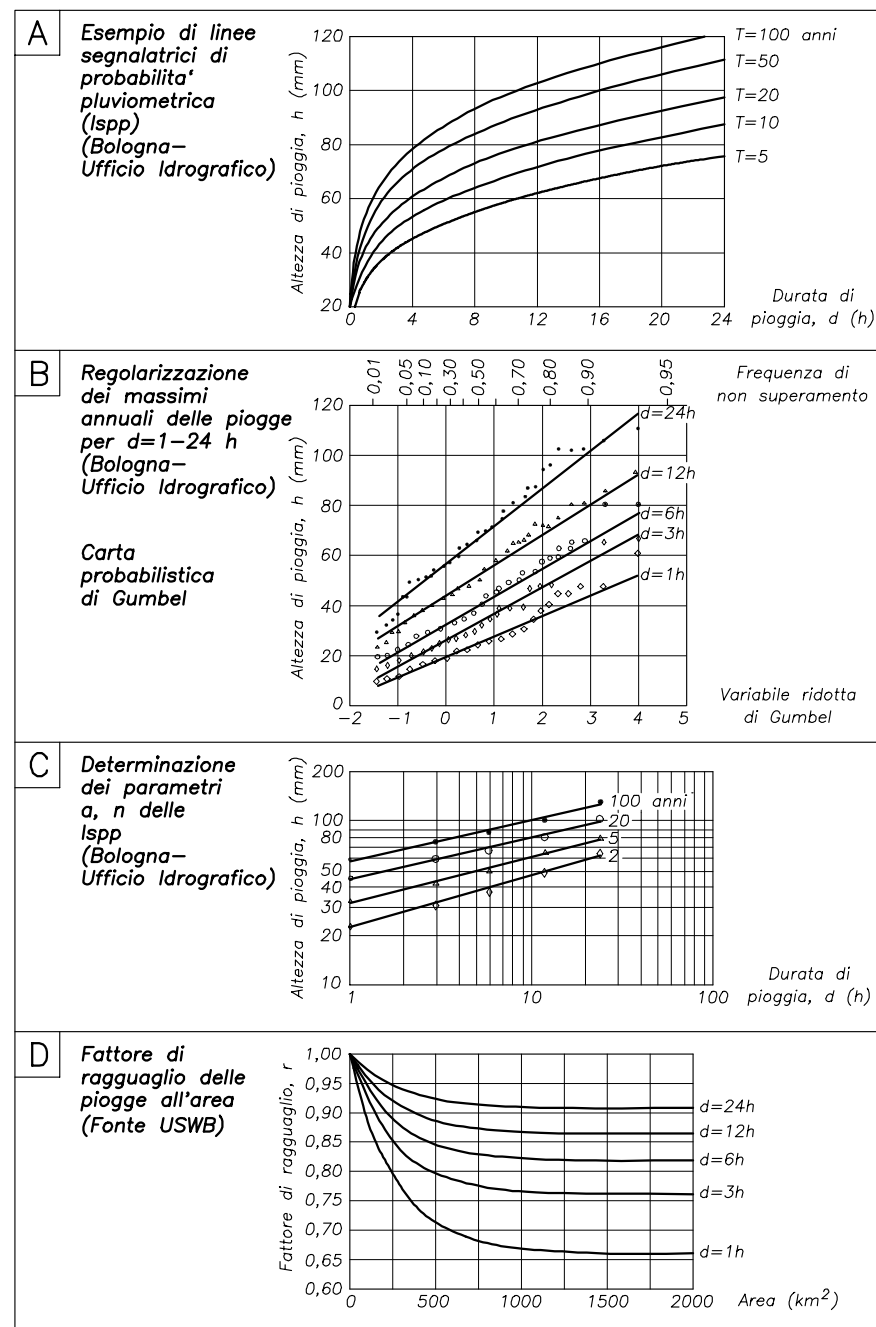 A
Esempio di linee
segnalatrici di
probabilita'
pluviometrica
(lspp)
(Bologna–
Ufficio Idrografico)
Altezza di pioggia, h (mm)
120
100
80
60
40
20
0 4 8 12 16 20 24
T=100 anni
T=50
T=20
T=10
T=5
Durata di
pioggia, d (h)
B
Regolarizzazione
dei massimi
annuali delle piogge
per d=1–24 h
(Bologna–
Ufficio Idrografico)
Carta
probabilistica
di Gumbel
0,01 0,05 0,10 0,30 0,50 0,70 0,80 0,90 0,95
Frequenza di
non superamento
Altezza di pioggia, h (mm)
120
100
80
60
40
20
0
–2 –1 0 1 2 3 4 5
d=24h
d=12h
d=6h
d=3h
d=1h
Variabile ridotta
di Gumbel
C
Determinazione
dei parametri
a, n delle
lspp
(Bologna–
Ufficio Idrografico)
Altezza di pioggia, h (mm)
200
100
80
50
40
30
20
10
1 10 100
100 anni
20
5
2
Durata di
pioggia, d (h)
D
Fattore di
ragguaglio delle
piogge all'area
(Fonte USWB)
Fattore di ragguaglio, r
1,00
0,95
0,90
0,85
0,80
0,75
0,70
0,65
0,60
0 500 1000 1500 2000
d=24h
d=12h
d=6h
d=3h
d=1h
Area (km²)